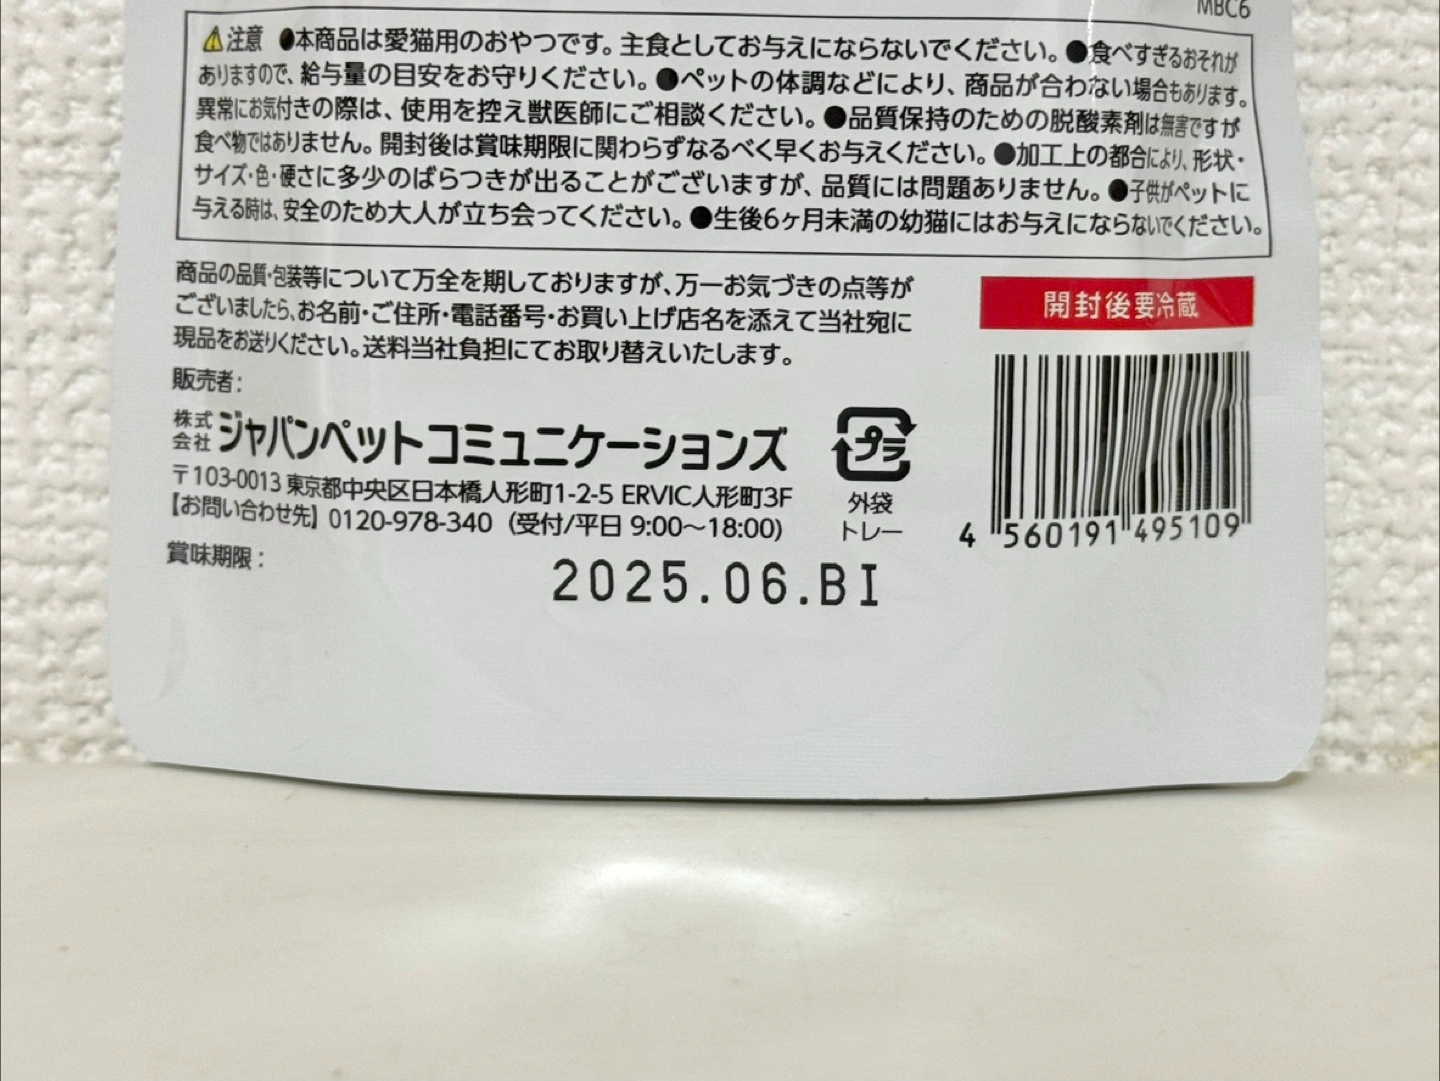 MBC6
⚠注意 ●本商品は愛猫用のおやつです。主食としてお与えにならないでください。●食べすぎるおそれが
ありますので、給与量の目安をお守りください。●ペットの体調などにより、商品が合わない場合もあります。
異常にお気付きの際は、使用を控え獣医師にご相談ください。●品質保持のための脱酸素剤は無害ですが
食べ物ではありません。開封後は賞味期限に関わらずなるべく早くお与えください。●加工上の都合により、形状・
サイズ・色・硬さに多少のばらつきが出ることがございますが、品質には問題ありません。●子供がペットに
与える時は、安全のため大人が立ち会ってください。●生後6ヶ月未満の幼猫にはお与えにならないでください。
商品の品質・包装等について万全を期しておりますが、万一お気づきの点等が
ございましたら、お名前・ご住所・電話番号・お買い上げ店名を添えて当社宛に
現品をお送りください。送料当社負担にてお取り替えいたします。
販売者：
株式会社 ジャパンペットコミュニケーションズ
〒103-0013 東京都中央区日本橋人形町1-2-5 ERVIC人形町3F
【お問い合わせ先】0120-978-340（受付/平日 9:00～18:00）
賞味期限：
2025.06.BI
プラ
外袋
トレー
開封後要冷蔵
4 560191 495109